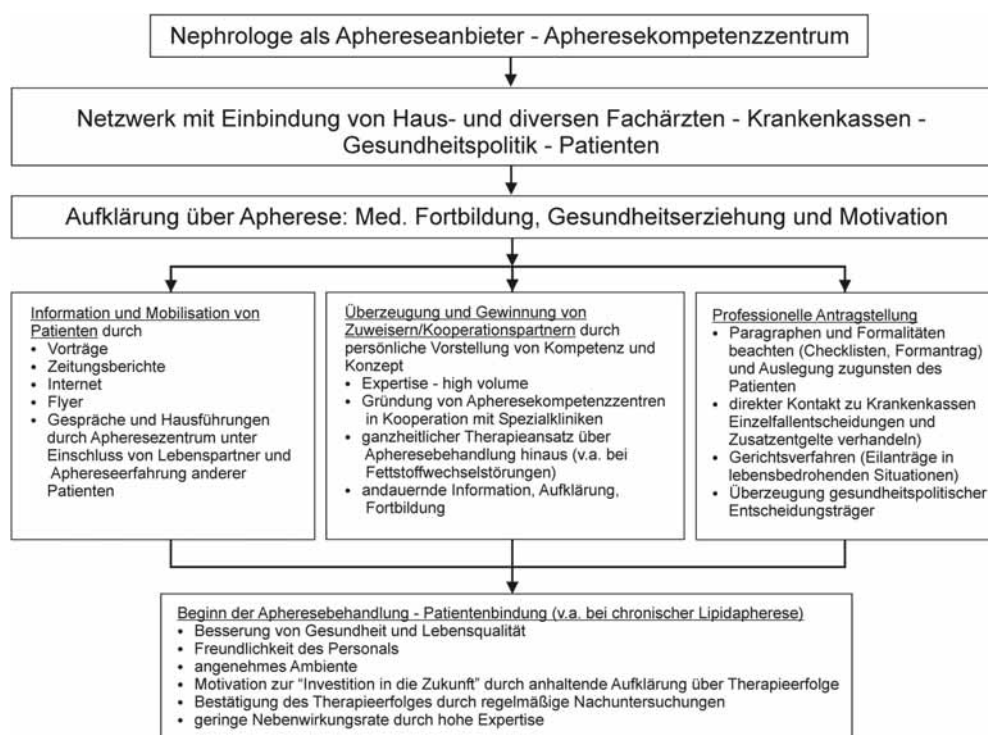 Nephrologe als Aphereseanbieter - Apheresekompetenzzentrum
Netzwerk mit Einbindung von Haus- und diversen Fachärzten - Krankenkassen -
Gesundheitspolitik - Patienten
Aufklärung über Apherese: Med. Fortbildung, Gesundheitserziehung und Motivation
Information und Mobilisation von
Patienten durch
• Vorträge
• Zeitungsberichte
• Internet
• Flyer
• Gespräche und Hausführungen
durch Apheresezentrum unter
Einschluss von Lebenspartner und
Aphereseerfahrung anderer
Patienten
Überzeugung und Gewinnung von
Zuweisern/Kooperationspartnern durch
persönliche Vorstellung von Kompetenz und
Konzept
• Expertise - high volume
• Gründung von Apheresekompetenzzentren
in Kooperation mit Spezialkliniken
• ganzheitlicher Therapieansatz über
Apheresebehandlung hinaus (v.a. bei
Fettstoffwechselstörungen)
• andauernde Information, Aufklärung,
Fortbildung
Professionelle Antragstellung
• Paragraphen und Formalitäten
beachten (Checklisten, Formantrag)
und Auslegung zugunsten des
Patienten
• direkter Kontakt zu Krankenkassen
Einzelfallentscheidungen und
Zusatzentgelte verhandeln)
• Gerichtsverfahren (Eilanträge in
lebensbedrohenden Situationen)
• Überzeugung gesundheitspolitischer
Entscheidungsträger
Beginn der Apheresebehandlung - Patientenbindung (v.a. bei chronischer Lipidapherese)
• Besserung von Gesundheit und Lebensqualität
• Freundlichkeit des Personals
• angenehmes Ambiente
• Motivation zur “Investition in die Zukunft” durch anhaltende Aufklärung über Therapieerfolge
• Bestätigung des Therapieerfolges durch regelmäßige Nachuntersuchungen
• geringe Nebenwirkungsrate durch hohe Expertise